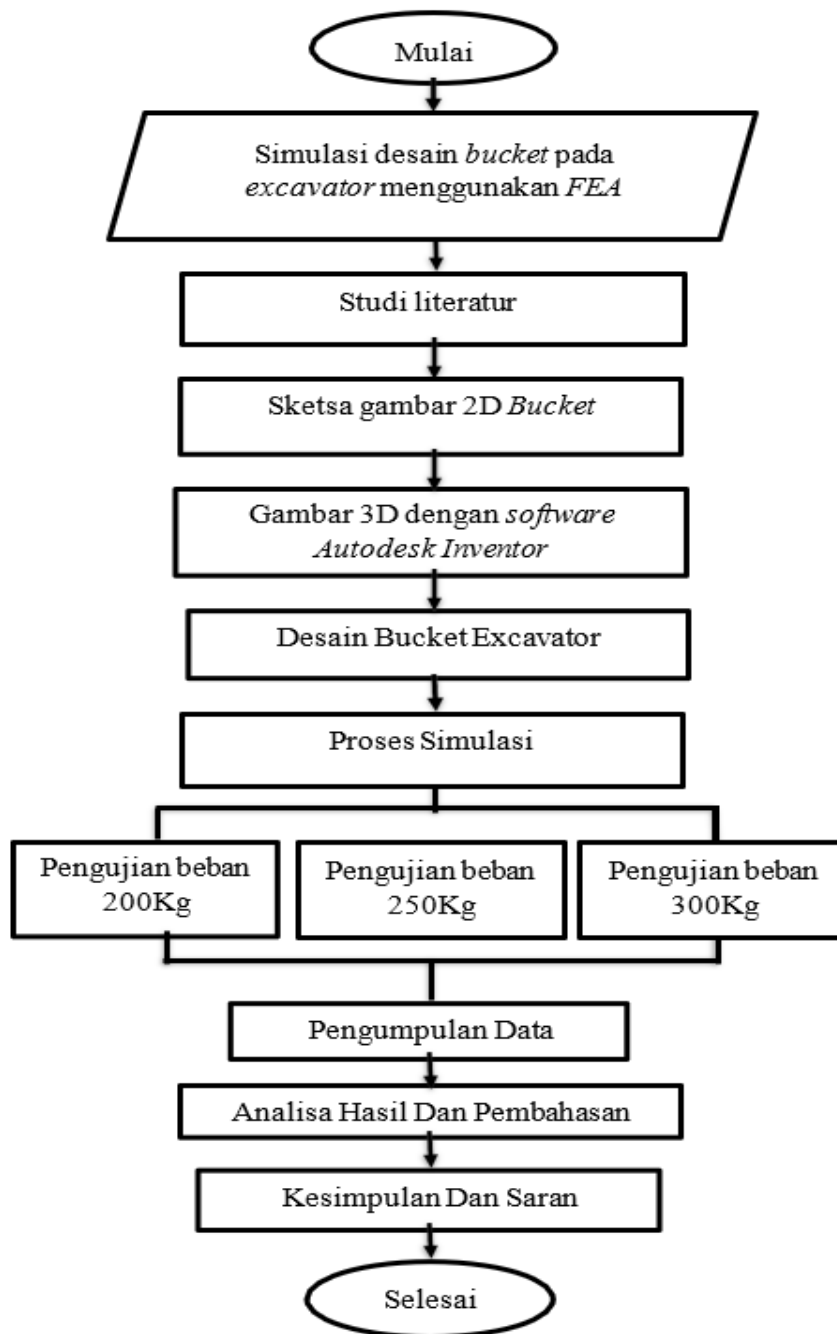 Mulai
Simulasi desain bucket pada
excavator menggunakan FEA
Studi literatur
Sketsa gambar 2D Bucket
Gambar 3D dengan software
Autodesk Inventor
Desain Bucket Excavator
Proses Simulasi
Pengujian beban
200Kg
Pengujian beban
250Kg
Pengujian beban
300Kg
Pengumpulan Data
Analisa Hasil Dan Pembahasan
Kesimpulan Dan Saran
Selesai